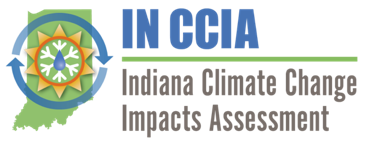 IN CCIA
Indiana Climate Change
Impacts Assessment